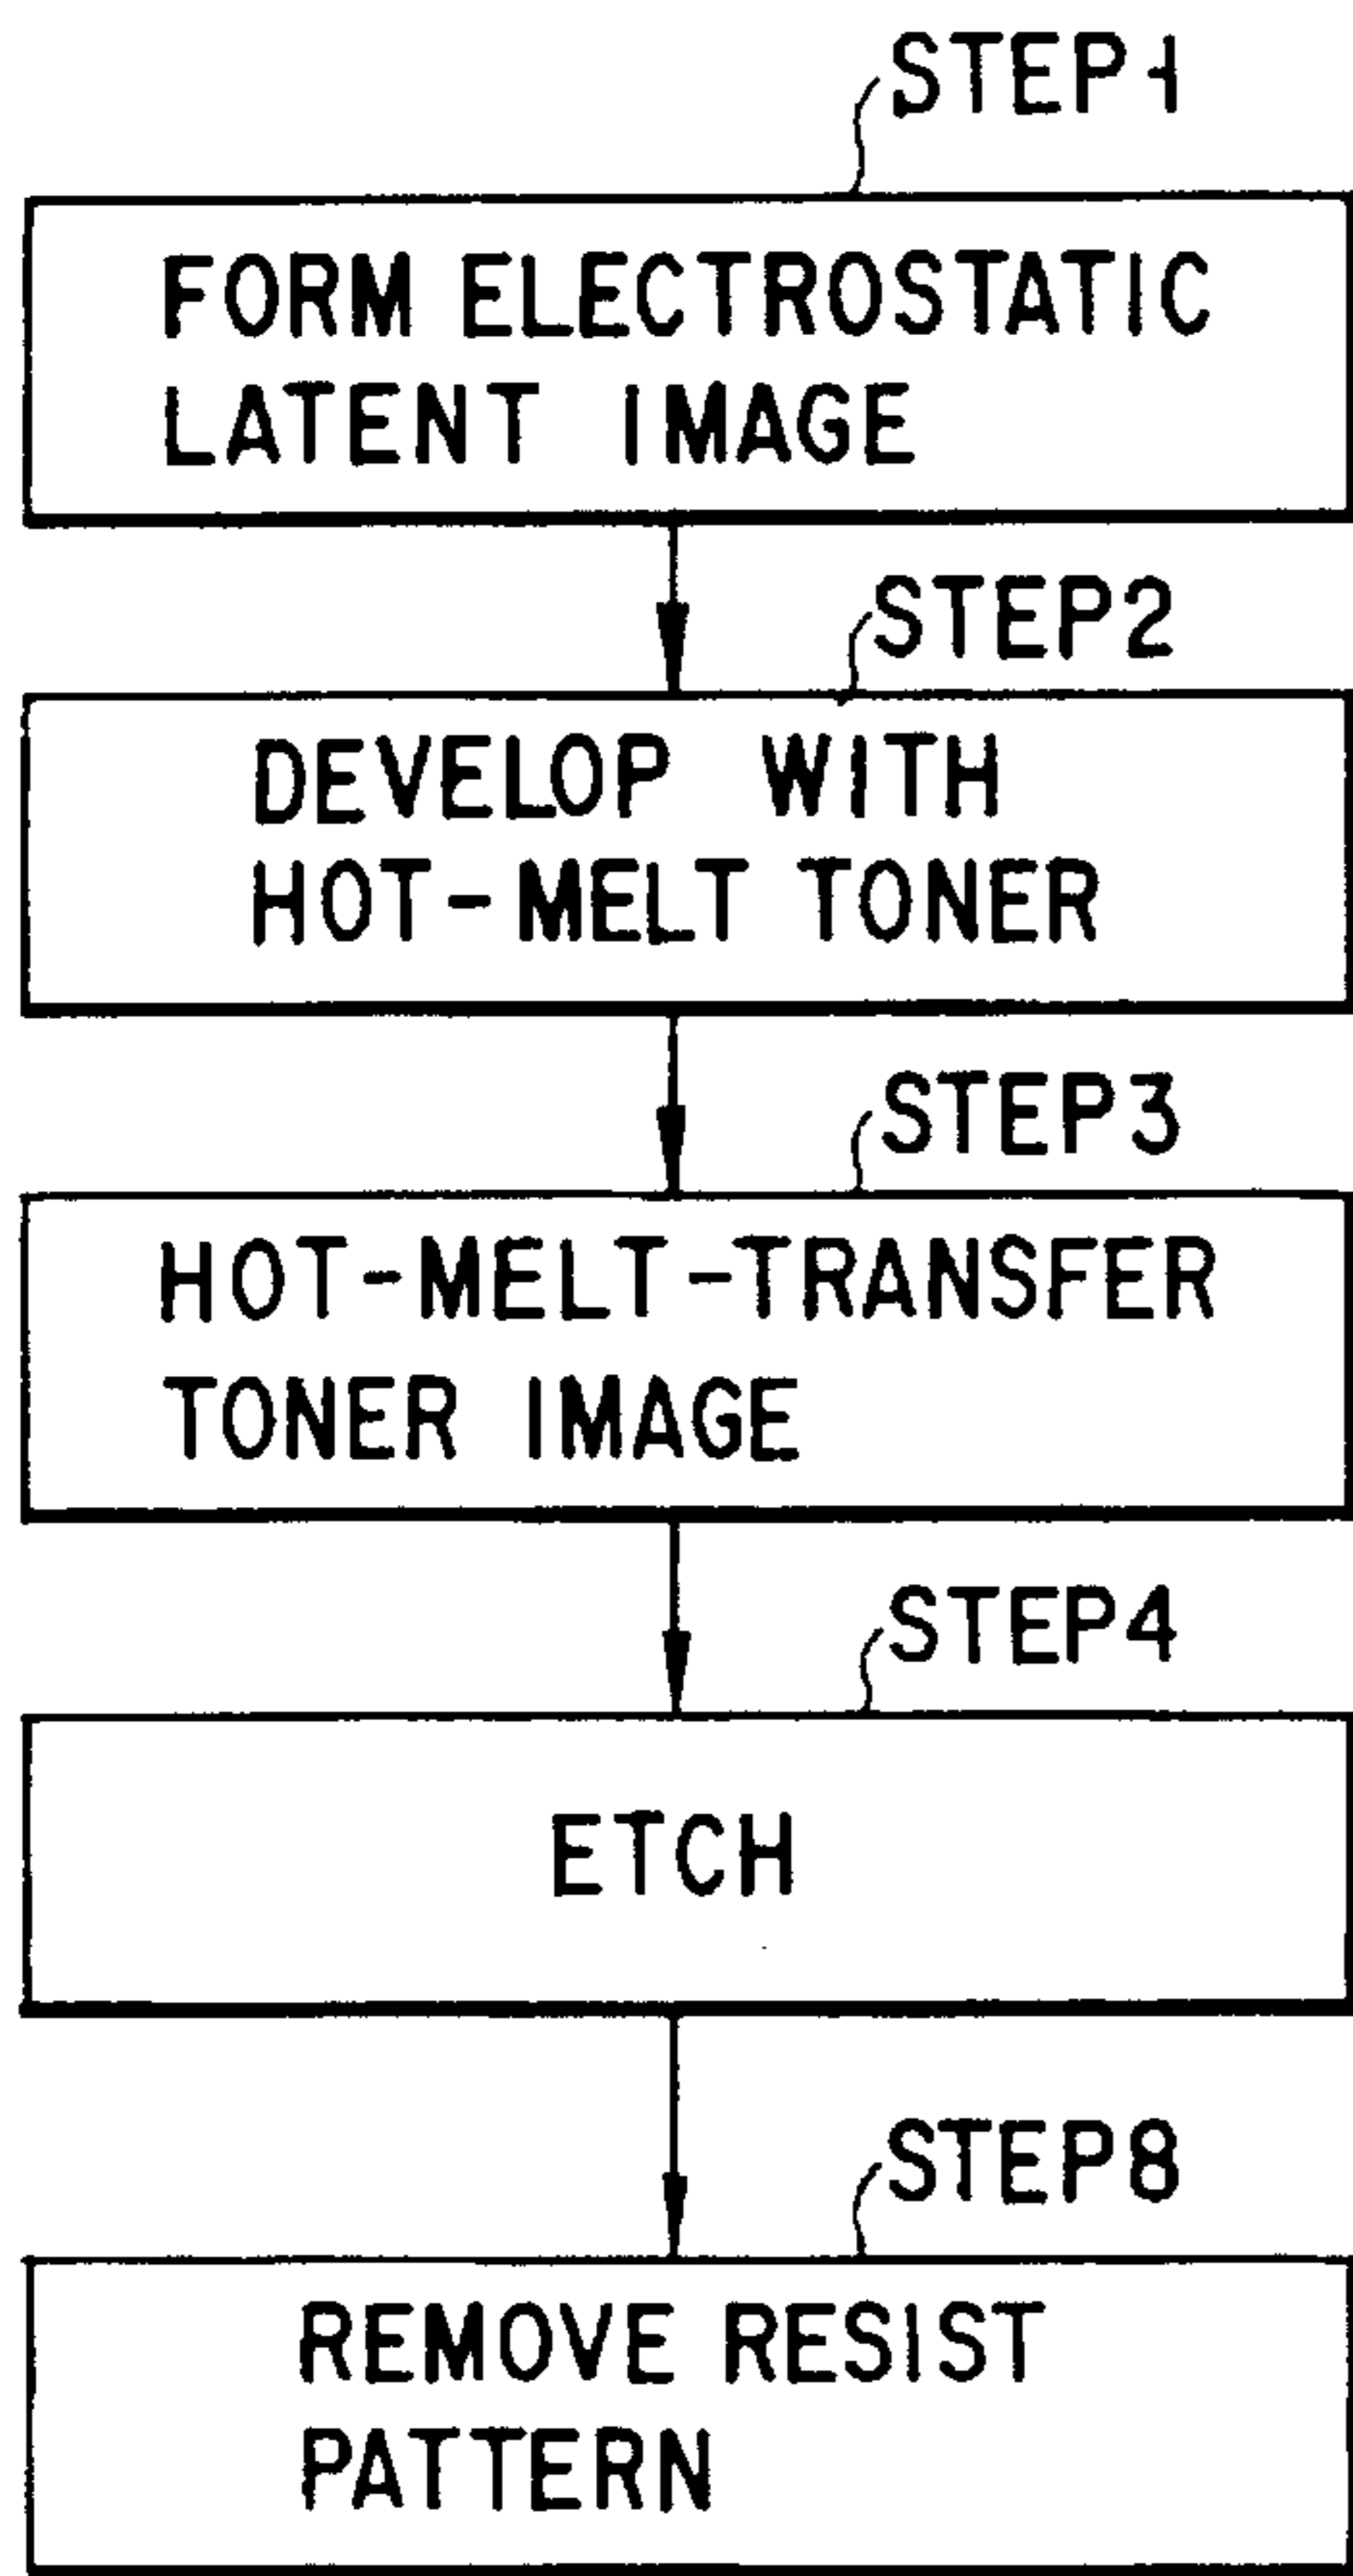 STEP1
FORM ELECTROSTATIC
LATENT IMAGE
STEP2
DEVELOP WITH
HOT-MELT TONER
STEP3
HOT-MELT-TRANSFER
TONER IMAGE
STEP4
ETCH
STEP8
REMOVE RESIST
PATTERN